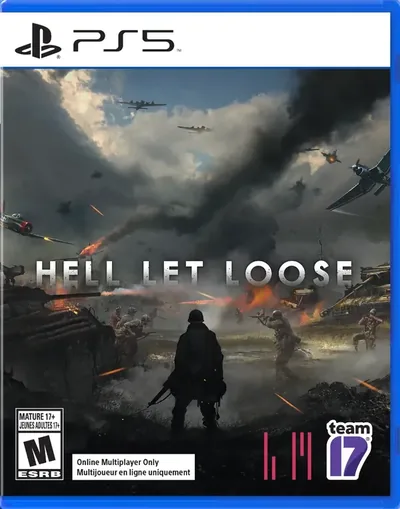 PS5
HELL LET LOOSE
MATURE 17+
JEUNES ADULTES 17+
M
ESRB
Online Multiplayer Only
Multijoueur en ligne uniquement
team
17